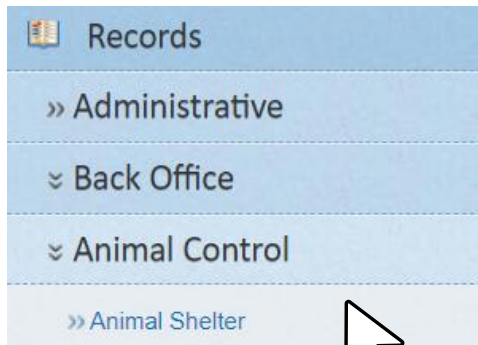 Records
» Administrative
Back Office
Animal Control
» Animal Shelter